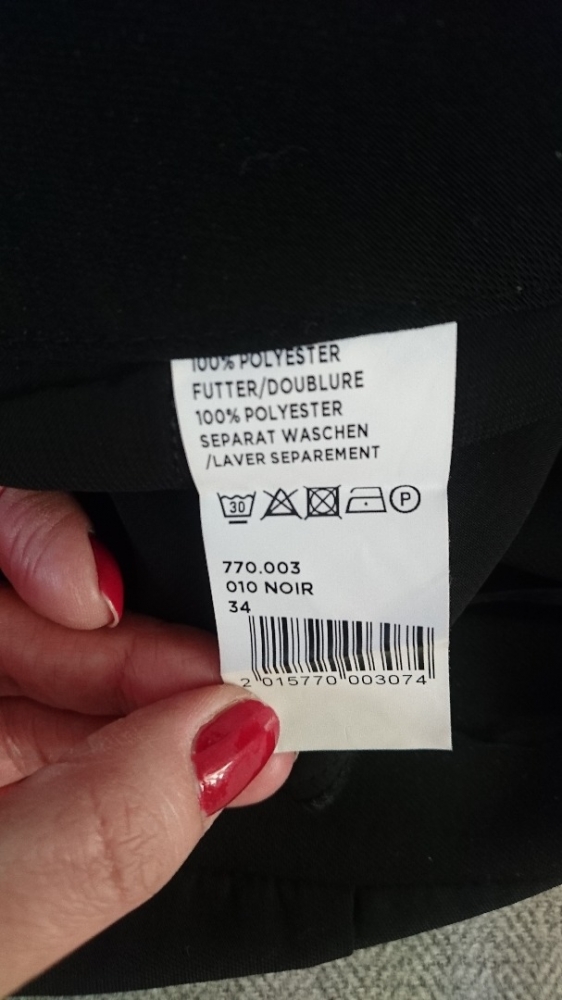 100% POLYESTER
FUTTER/DOUBLURE
100% POLYESTER
SEPARAT WASCHEN
/LAVER SEPAREMENT
30 P
770.003
010 NOIR
34
2 015770 003074